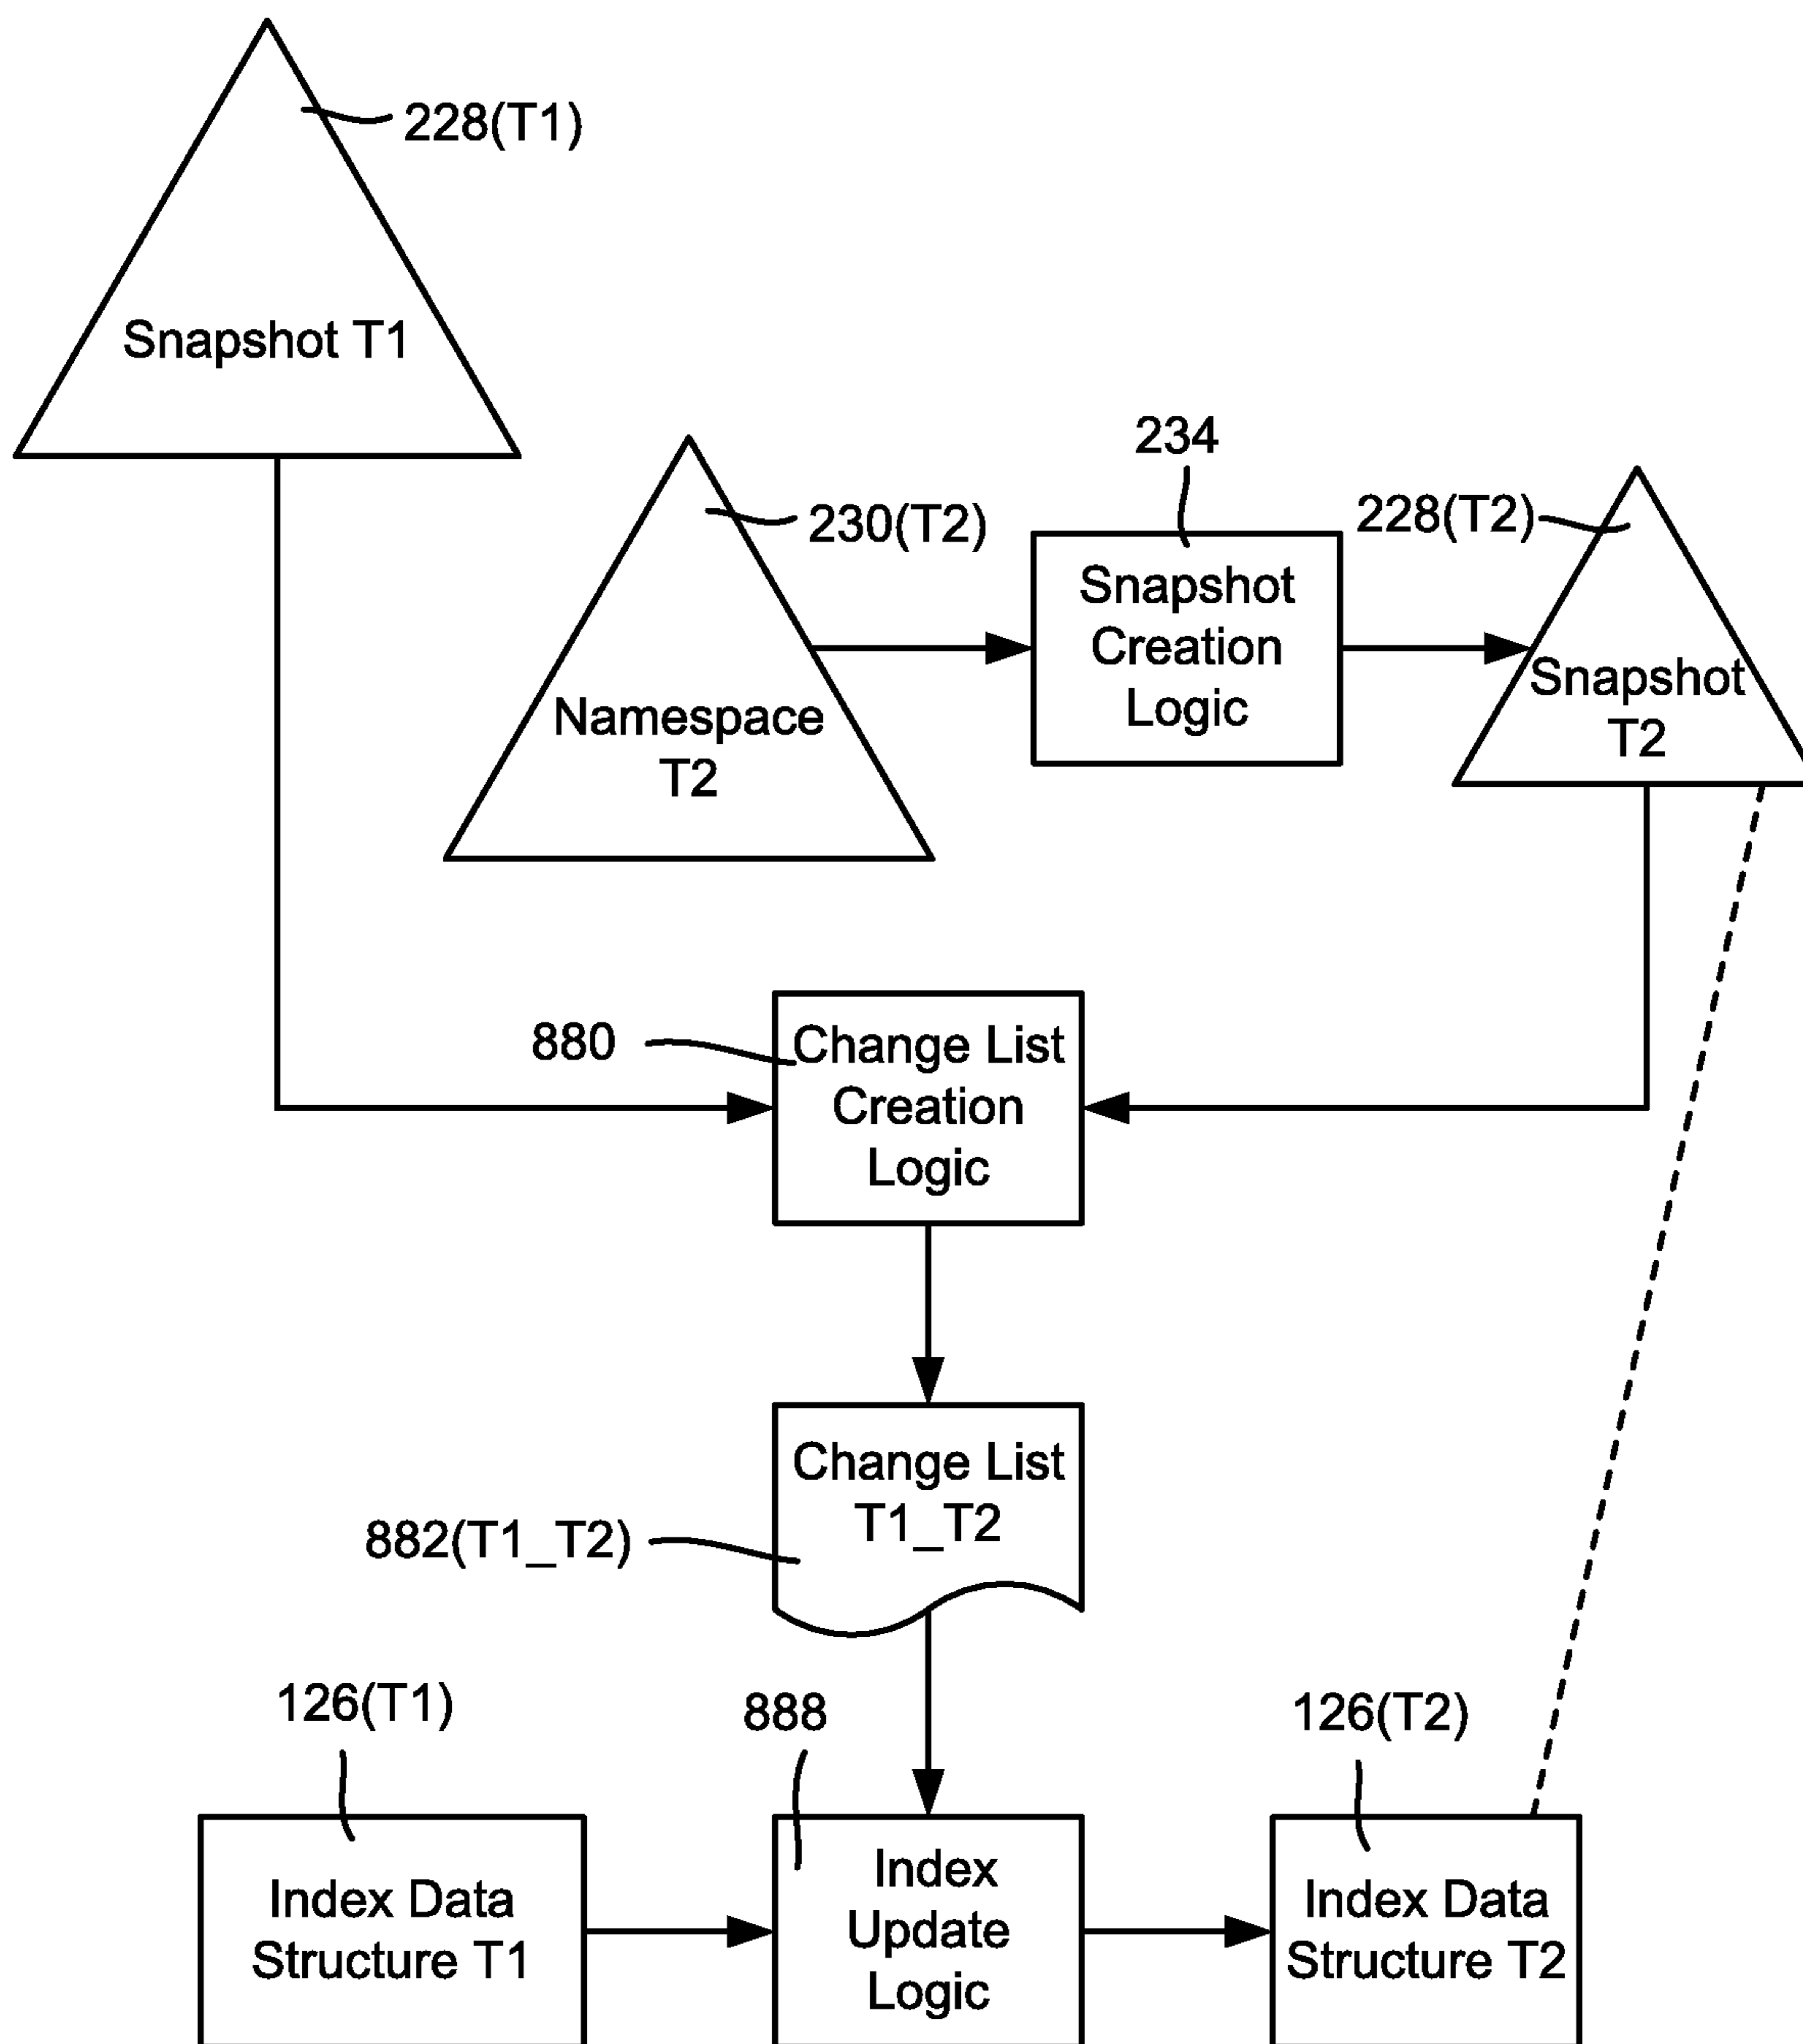 228(T1)
Snapshot T1
234
230(T2)
228(T2)
Snapshot
Creation
Logic
Namespace
T2
Snapshot
T2
880
Change List
Creation
Logic
Change List
T1_T2
882(T1_T2)
126(T1)
888
126(T2)
Index Data
Structure T1
Index
Update
Logic
Index Data
Structure T2